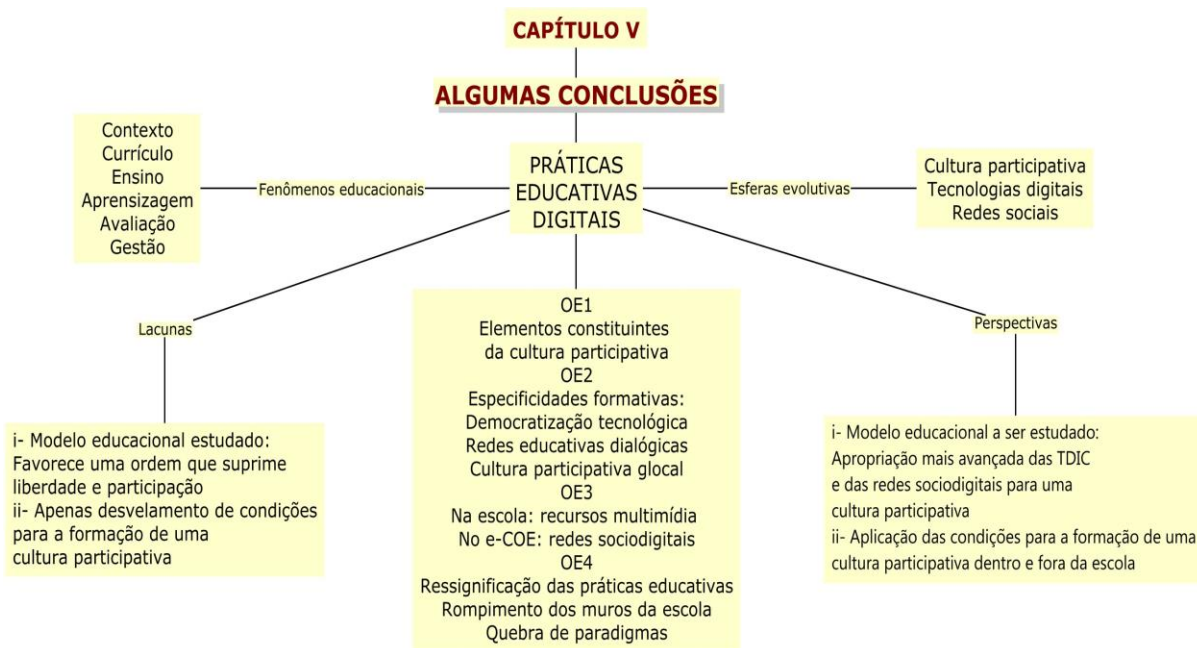 CAPÍTULO V
ALGUMAS CONCLUSÕES
Contexto
Currículo
Ensino
Aprensizagem
Avaliação
Gestão
Fenômenos educacionais
PRÁTICAS
EDUCATIVAS
DIGITAIS
Esferas evolutivas
Cultura participativa
Tecnologias digitais
Redes sociais
Lacunas
i- Modelo educacional estudado:
Favorece uma ordem que suprime
liberdade e participação
ii- Apenas desvelamento de condições
para a formação de uma
cultura participativa
OE1
Elementos constituintes
da cultura participativa
OE2
Especificidades formativas:
Democratização tecnológica
Redes educativas dialógicas
Cultura participativa glocal
OE3
Na escola: recursos multimídia
No e-COE: redes sociodigitais
OE4
Ressignificação das práticas educativas
Rompimento dos muros da escola
Quebra de paradigmas
Perspectivas
i- Modelo educacional a ser estudado:
Apropriação mais avançada das TDIC
e das redes sociodigitais para uma
cultura participativa
ii- Aplicação das condições para a formação de uma
cultura participativa dentro e fora da escola